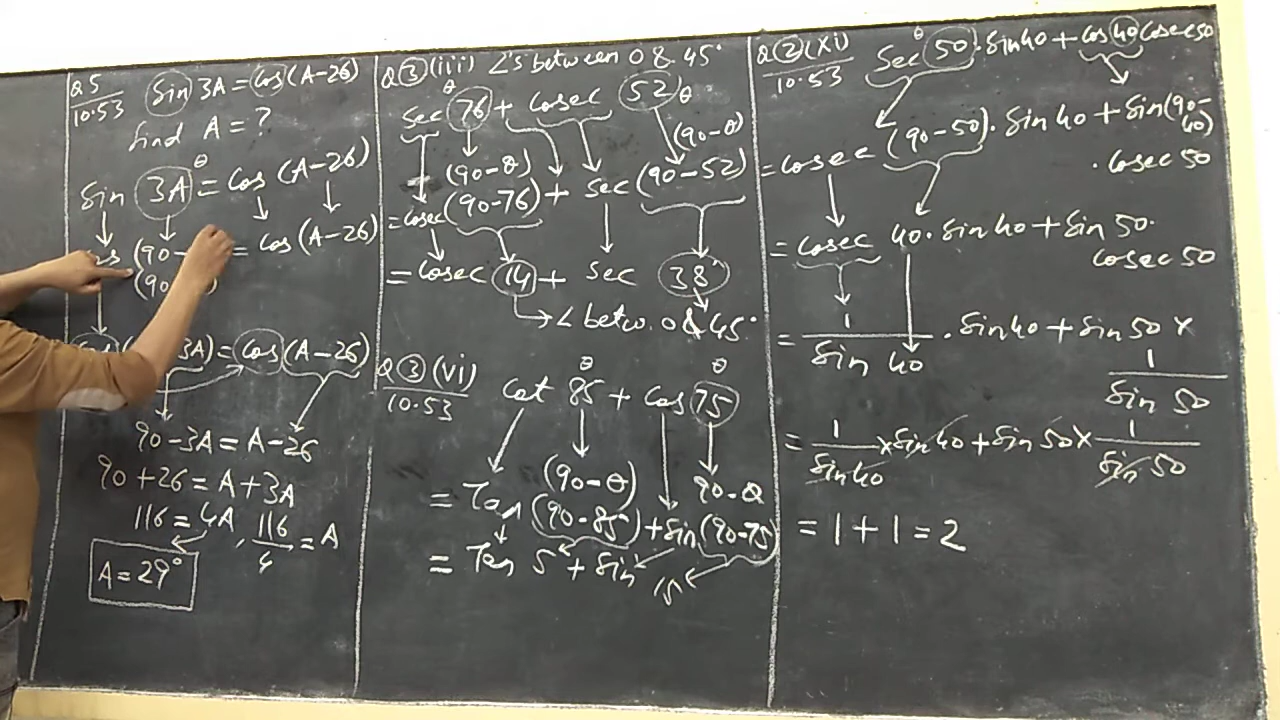 Q5
10.53
Sin 3A = Cos (A-26)
find A = ?
θ
Sin 3A = Cos (A-26)
(90- = Cos (A-26)
(90
3A) = Cos (A-26)
90-3A = A-26
90+26 = A+3A
116 = 4A, 116/4 = A
A = 29°
Q ③ (iii) ∠'s between 0 & 45°
θ
Sec 76 + Cosec 52 θ
(90-θ) (90-θ)
= Cosec (90-76) + Sec (90-52)
= Cosec 14 + Sec 38°
→ ∠ betw. 0 & 45°
Q ③ (vi)
10.53
θ θ
Cot 85 + Cos 75
(90-θ) 90-θ
= Tan (90-85°) + Sin (90-75)
= Tan 5° + Sin 15
Q ② (xi)
10.53
θ
Sec 50 · Sin 40 + Cos 40 Cosec 50
= Cosec (90-50) · Sin 40 + Sin (90-40)
· Cosec 50
= Cosec 40 · Sin 40 + Sin 50 ·
Cosec 50
= 1/Sin 40 · Sin 40 + Sin 50 ×
1/Sin 50
= 1/Sin 40 × Sin 40 + Sin 50 × 1/Sin 50
= 1 + 1 = 2